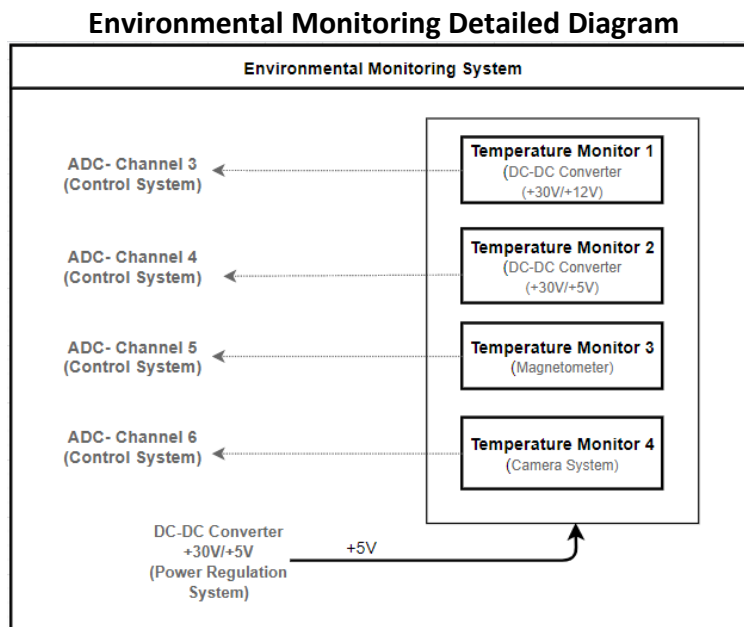 Environmental Monitoring Detailed Diagram
Environmental Monitoring System
ADC- Channel 3
(Control System)
Temperature Monitor 1
(DC-DC Converter
(+30V/+12V)
ADC- Channel 4
(Control System)
Temperature Monitor 2
(DC-DC Converter
(+30V/+5V)
ADC- Channel 5
(Control System)
Temperature Monitor 3
(Magnetometer)
ADC- Channel 6
(Control System)
Temperature Monitor 4
(Camera System)
DC-DC Converter
+30V/+5V
(Power Regulation
System)
+5V